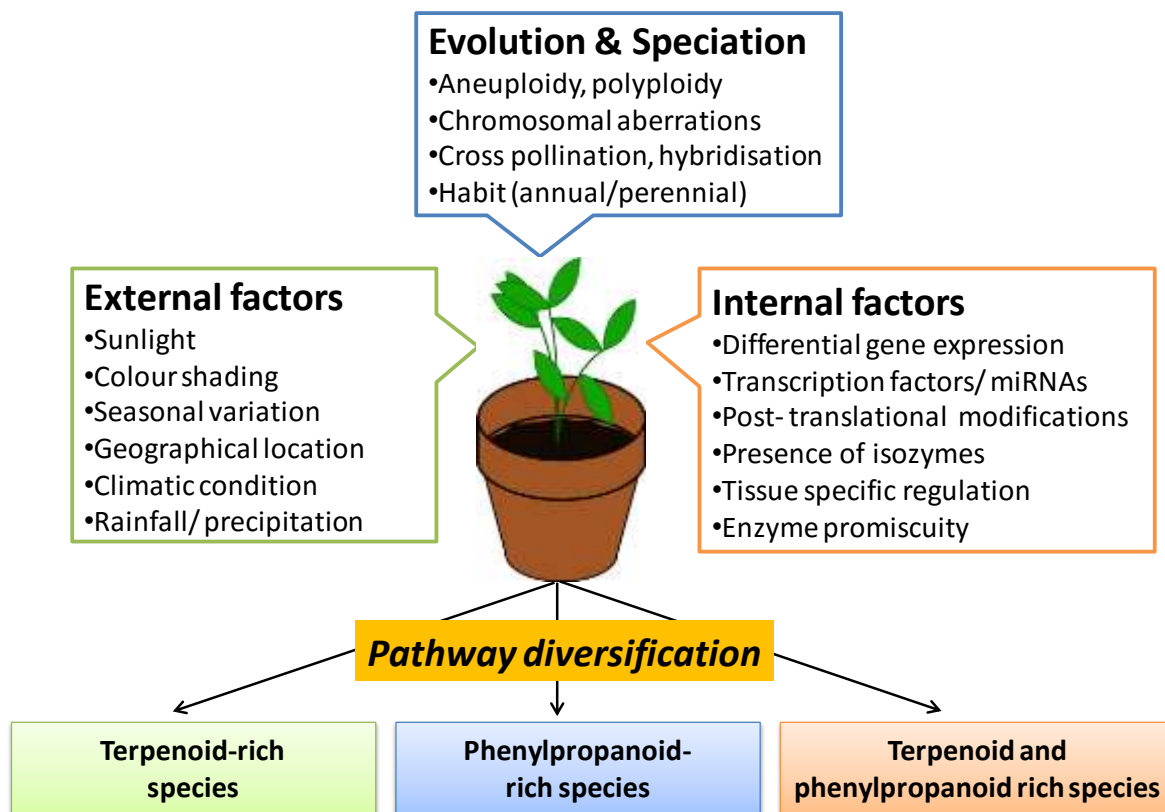 Evolution & Speciation
•Aneuploidy, polyploidy
•Chromosomal aberrations
•Cross pollination, hybridisation
•Habit (annual/perennial)
External factors
•Sunlight
•Colour shading
•Seasonal variation
•Geographical location
•Climatic condition
•Rainfall/ precipitation
Internal factors
•Differential gene expression
•Transcription factors/ miRNAs
•Post- translational modifications
•Presence of isozymes
•Tissue specific regulation
•Enzyme promiscuity
Pathway diversification
Terpenoid-rich
species
Phenylpropanoid-
rich species
Terpenoid and
phenylpropanoid rich species